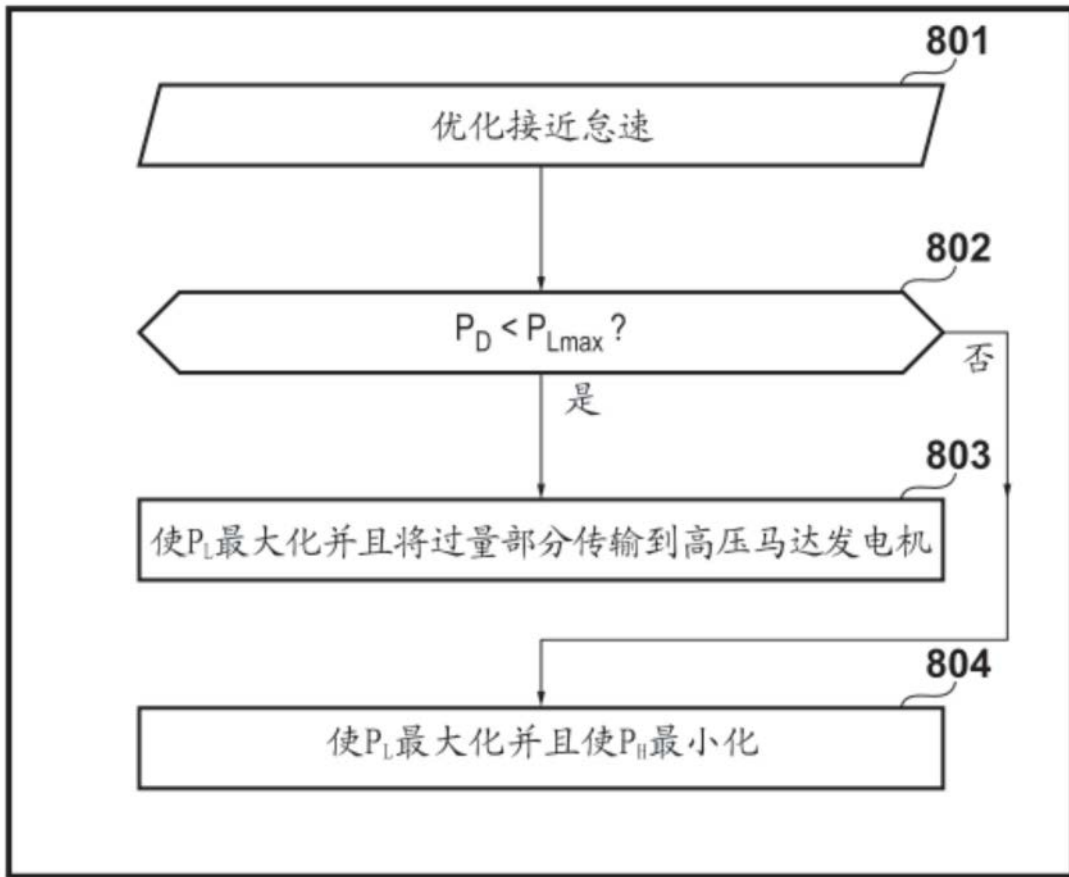 801
优化接近怠速
802
P_D < P_Lmax ?
否
是
803
使P_L最大化并且将过量部分传输到高压马达发电机
804
使P_L最大化并且使P_H最小化